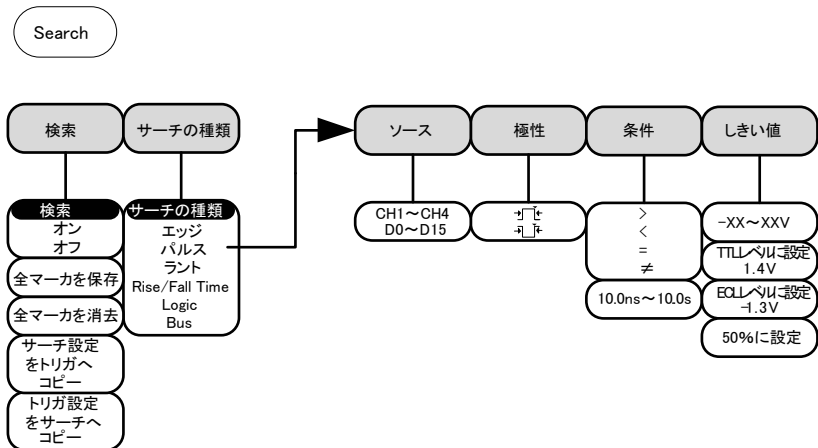 Search
検索
サーチの種類
ソース
極性
条件
しきい値
検索
オン
オフ
全マーカを保存
全マーカを消去
サーチ設定
をトリガへ
コピー
トリガ設定
をサーチへ
コピー
サーチの種類
エッジ
パルス
ラント
Rise/Fall Time
Logic
Bus
CH1～CH4
D0～D15
>
<
=
≠
10.0ns～10.0s
-XX～XXV
TTLレベルに設定
1.4V
ECLレベルに設定
-1.3V
50%に設定